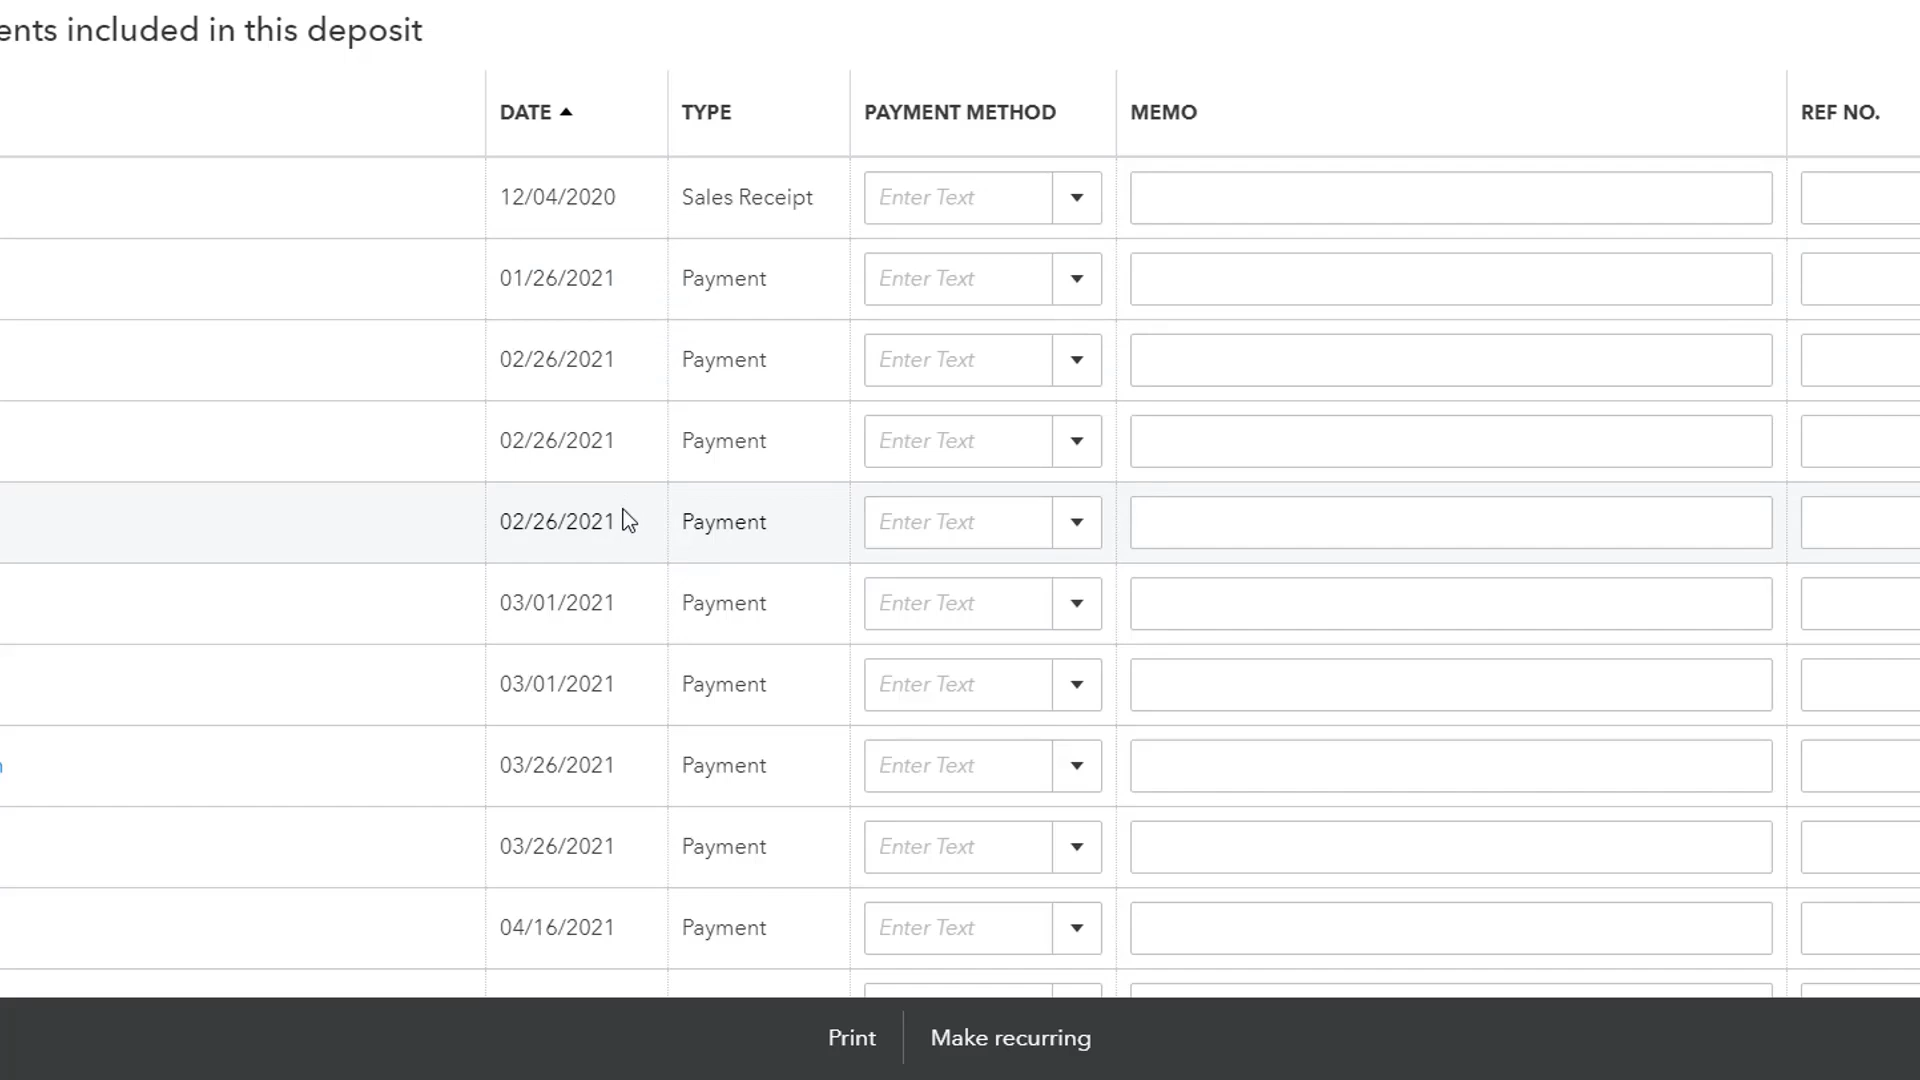 ents included in this deposit
DATE TYPE PAYMENT METHOD MEMO REF NO.
12/04/2020 Sales Receipt Enter Text
01/26/2021 Payment Enter Text
02/26/2021 Payment Enter Text
02/26/2021 Payment Enter Text
02/26/2021 Payment Enter Text
03/01/2021 Payment Enter Text
03/01/2021 Payment Enter Text
03/26/2021 Payment Enter Text
03/26/2021 Payment Enter Text
04/16/2021 Payment Enter Text
Print Make recurring